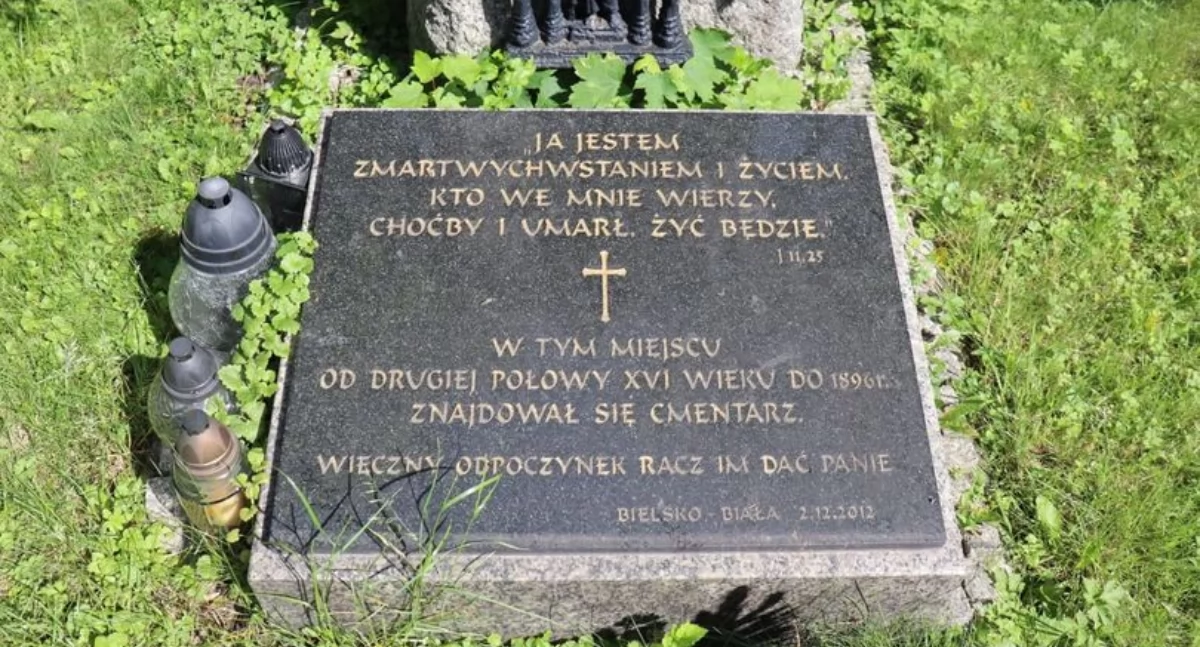 „JA JESTEM
ZMARTWYCHWSTANIEM I ŻYCIEM.
KTO WE MNIE WIERZY,
CHOĆBY I UMARŁ, ŻYĆ BĘDZIE."
J 11,25
W TYM MIEJSCU
OD DRUGIEJ POŁOWY XVI WIEKU DO 1896 r.
ZNAJDOWAŁ SIĘ CMENTARZ.
WIECZNY ODPOCZYNEK RACZ IM DAĆ PANIE
BIELSKO - BIAŁA 2.12.2012